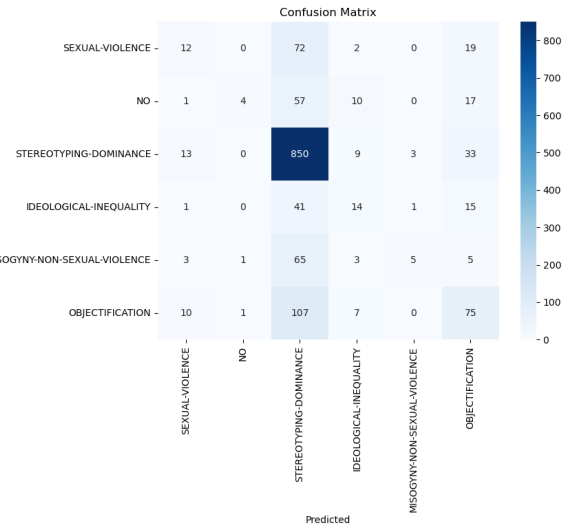 Confusion Matrix
SEXUAL-VIOLENCE 12 0 72 2 0 19
NO 1 4 57 10 0 17
STEREOTYPING-DOMINANCE 13 0 850 9 3 33
IDEOLOGICAL-INEQUALITY 1 0 41 14 1 15
SOGYNY-NON-SEXUAL-VIOLENCE 3 1 65 3 5 5
OBJECTIFICATION 10 1 107 7 0 75
800
700
600
500
400
300
200
100
0
SEXUAL-VIOLENCE
NO
STEREOTYPING-DOMINANCE
IDEOLOGICAL-INEQUALITY
MISOGYNY-NON-SEXUAL-VIOLENCE
OBJECTIFICATION
Predicted